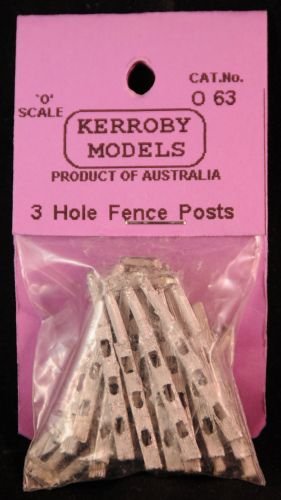 CAT.No.
O 63
'O'
SCALE
KERROBY
MODELS
PRODUCT OF AUSTRALIA
3 Hole Fence Posts